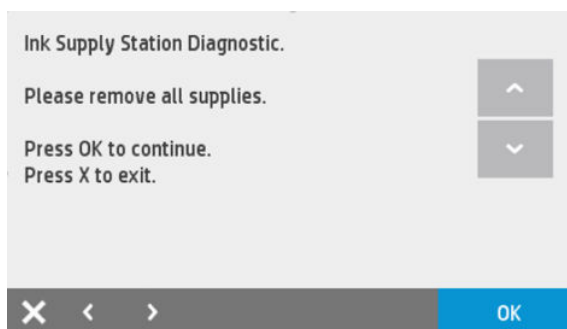 Ink Supply Station Diagnostic.
Please remove all supplies.
Press OK to continue.
Press X to exit.
OK